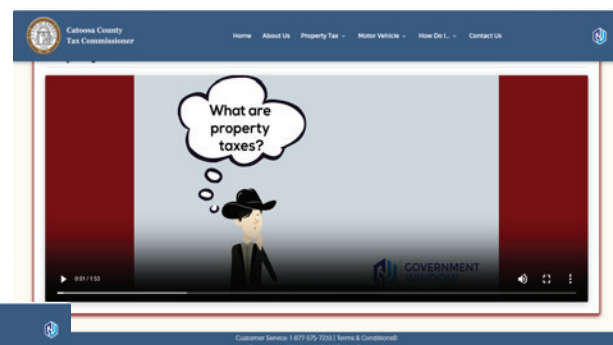 Catoosa County
Tax Commissioner
Home About Us Property Tax Motor Vehicle How Do I... Contact Us
What are
property
taxes?
GOVERNMENT
WINDOW
0:01 / 1:53
Customer Service: 1-877-575-7233 | Terms & Conditions©